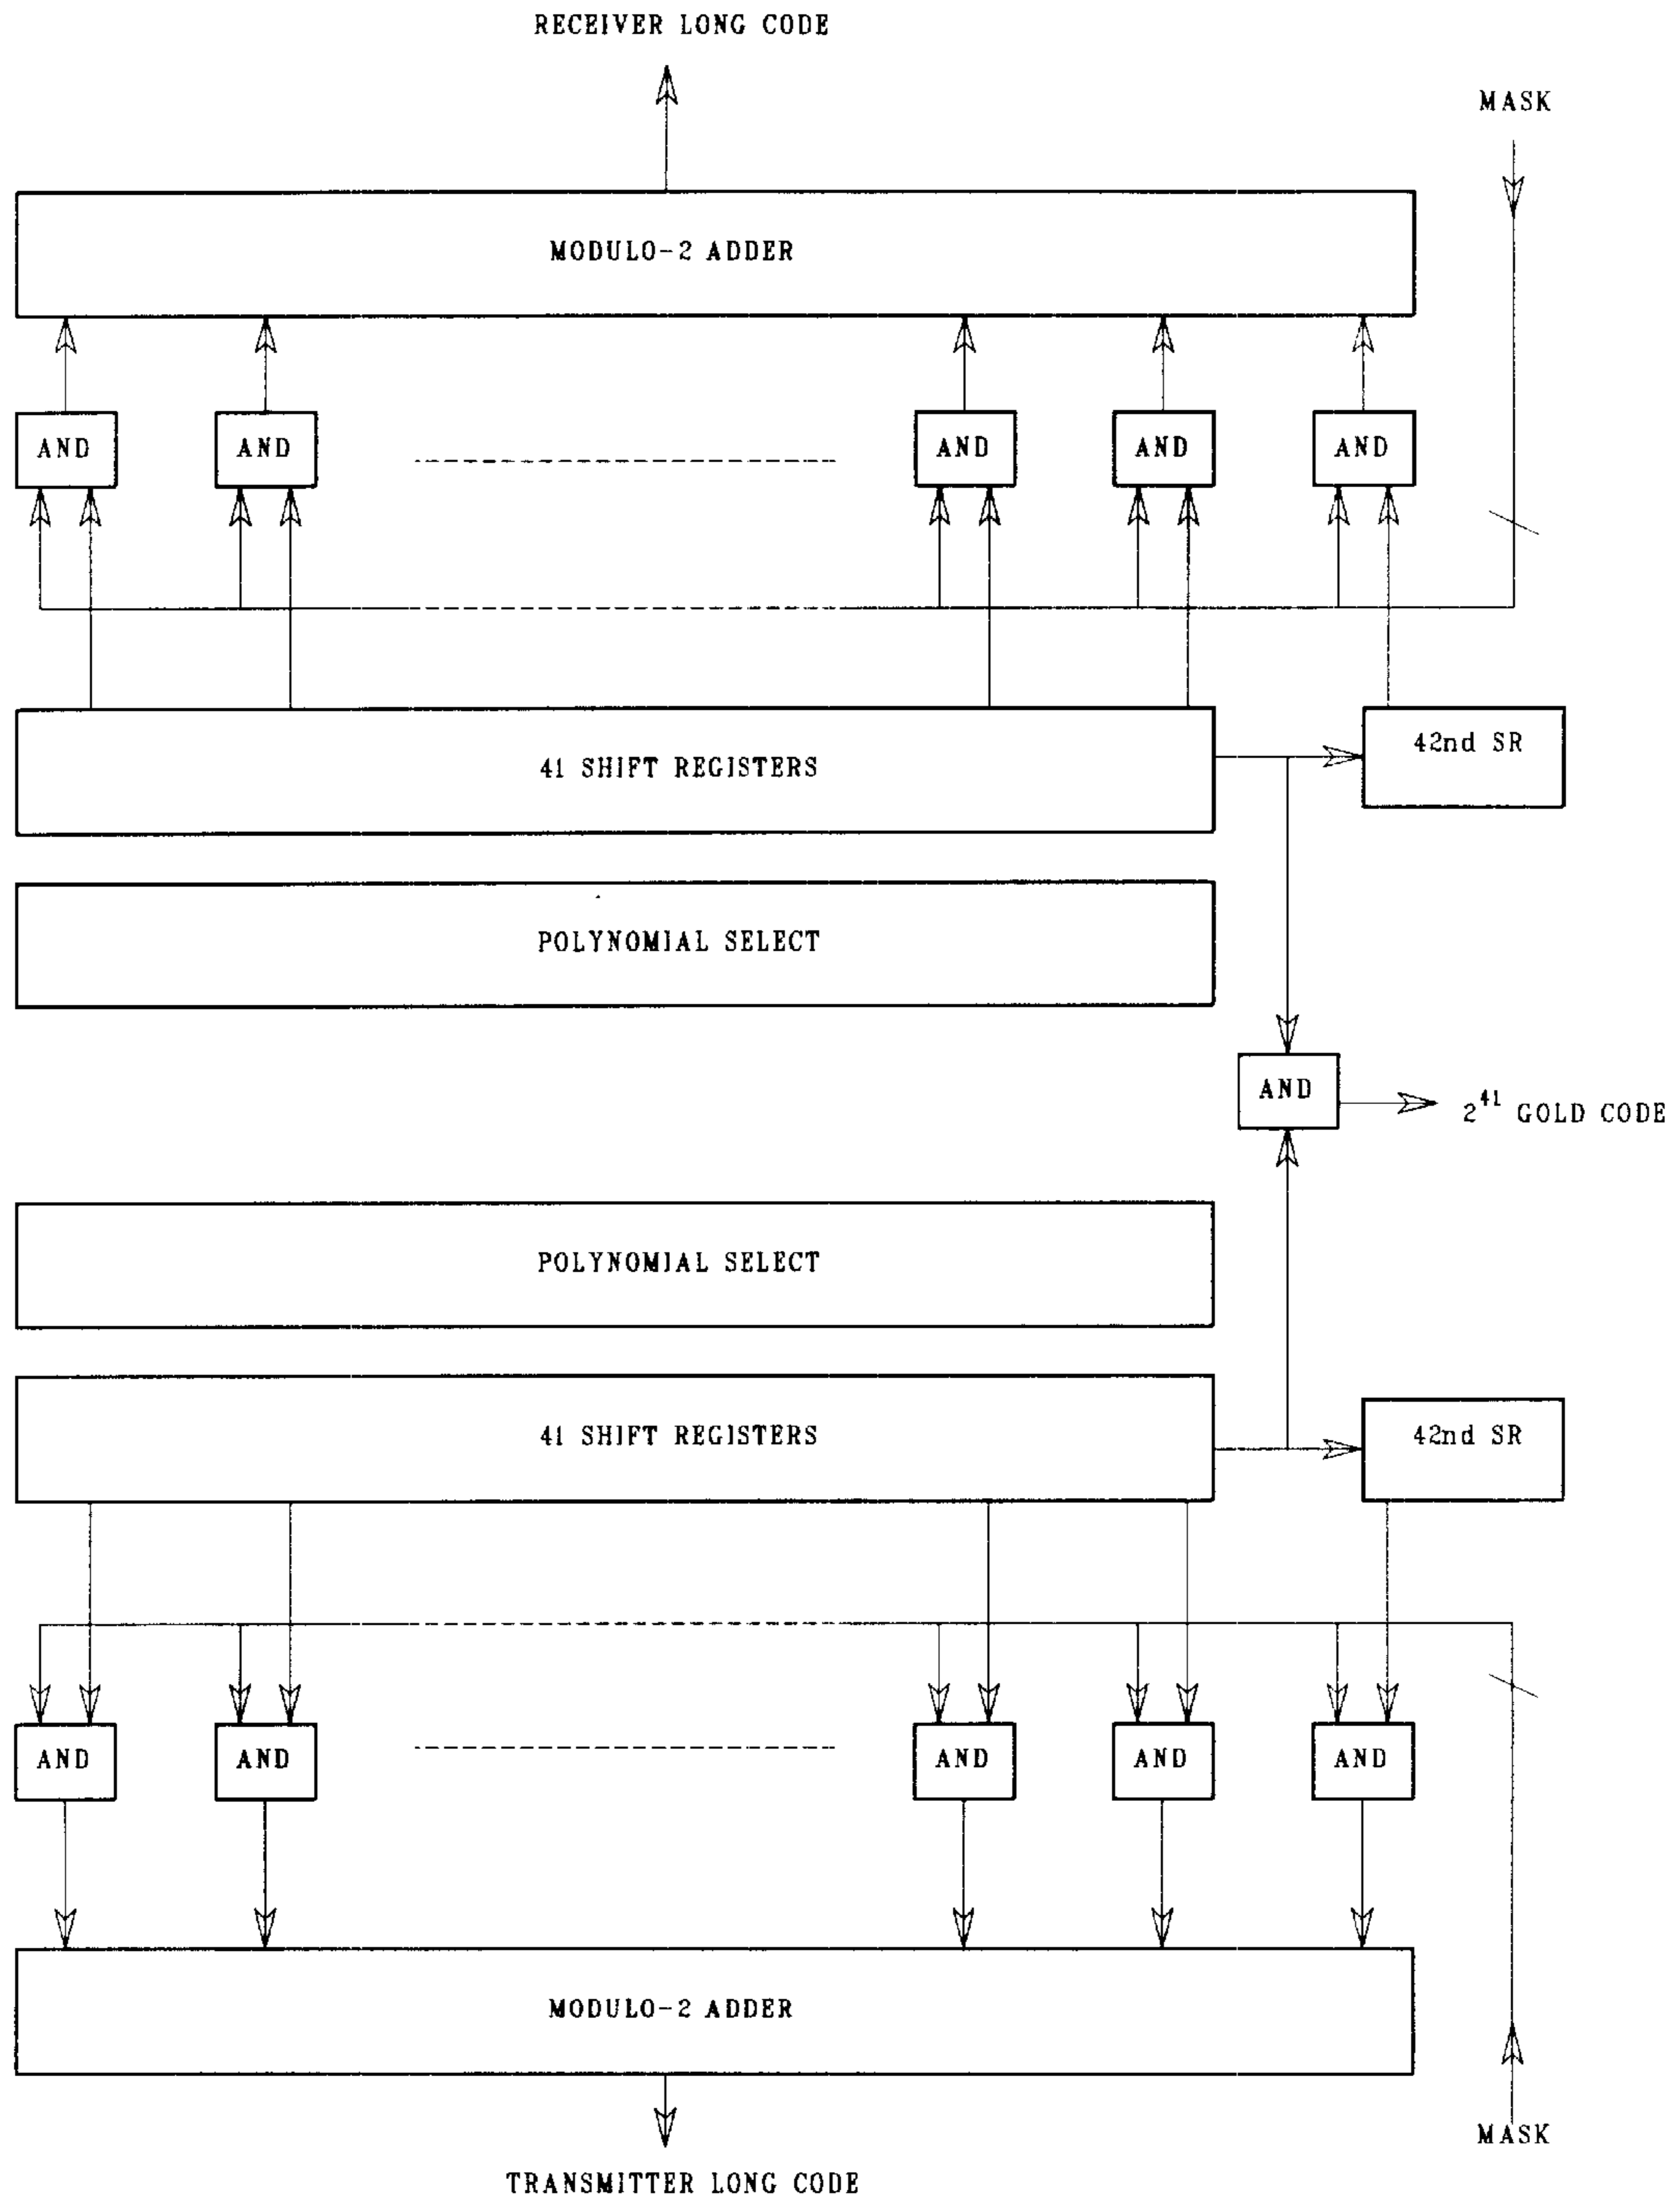 RECEIVER LONG CODE
MASK
MODULO-2 ADDER
AND AND AND AND AND
41 SHIFT REGISTERS
42nd SR
POLYNOMIAL SELECT
AND
2^41 GOLD CODE
POLYNOMIAL SELECT
41 SHIFT REGISTERS
42nd SR
AND AND AND AND AND
MODULO-2 ADDER
MASK
TRANSMITTER LONG CODE